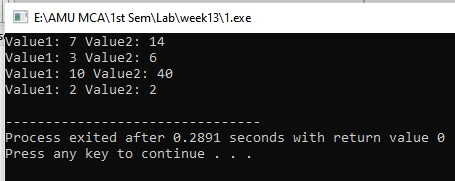 E:\AMU MCA\1st Sem\Lab\week13\1.exe
Value1: 7 Value2: 14
Value1: 3 Value2: 6
Value1: 10 Value2: 40
Value1: 2 Value2: 2
--------------------------------
Process exited after 0.2891 seconds with return value 0
Press any key to continue . . .